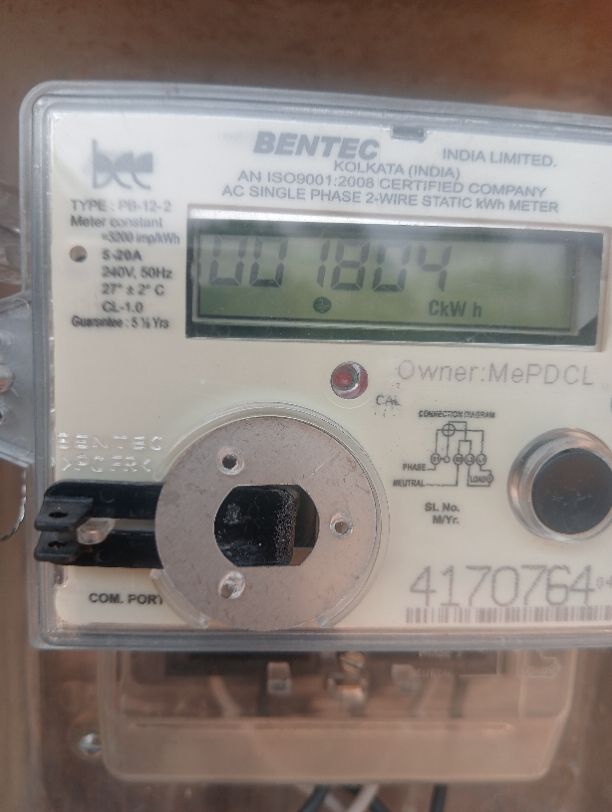 bec
BENTEC INDIA LIMITED.
KOLKATA (INDIA)
AN ISO9001:2008 CERTIFIED COMPANY
AC SINGLE PHASE 2-WIRE STATIC kWh METER
TYPE : PB-12-2
Meter constant
=3200 imp/kWh
5-20A
240V, 50Hz
27° ± 2° C
CL-1.0
Guarantee : 5 ½ Yrs
001804
CkW h
Owner:MePDCL
CAL
BENTEC
>PC FR<
CONNECTION DIAGRAM
PHASE
NEUTRAL
LOAD
SL No.
M/Yr.
4170764
COM. PORT